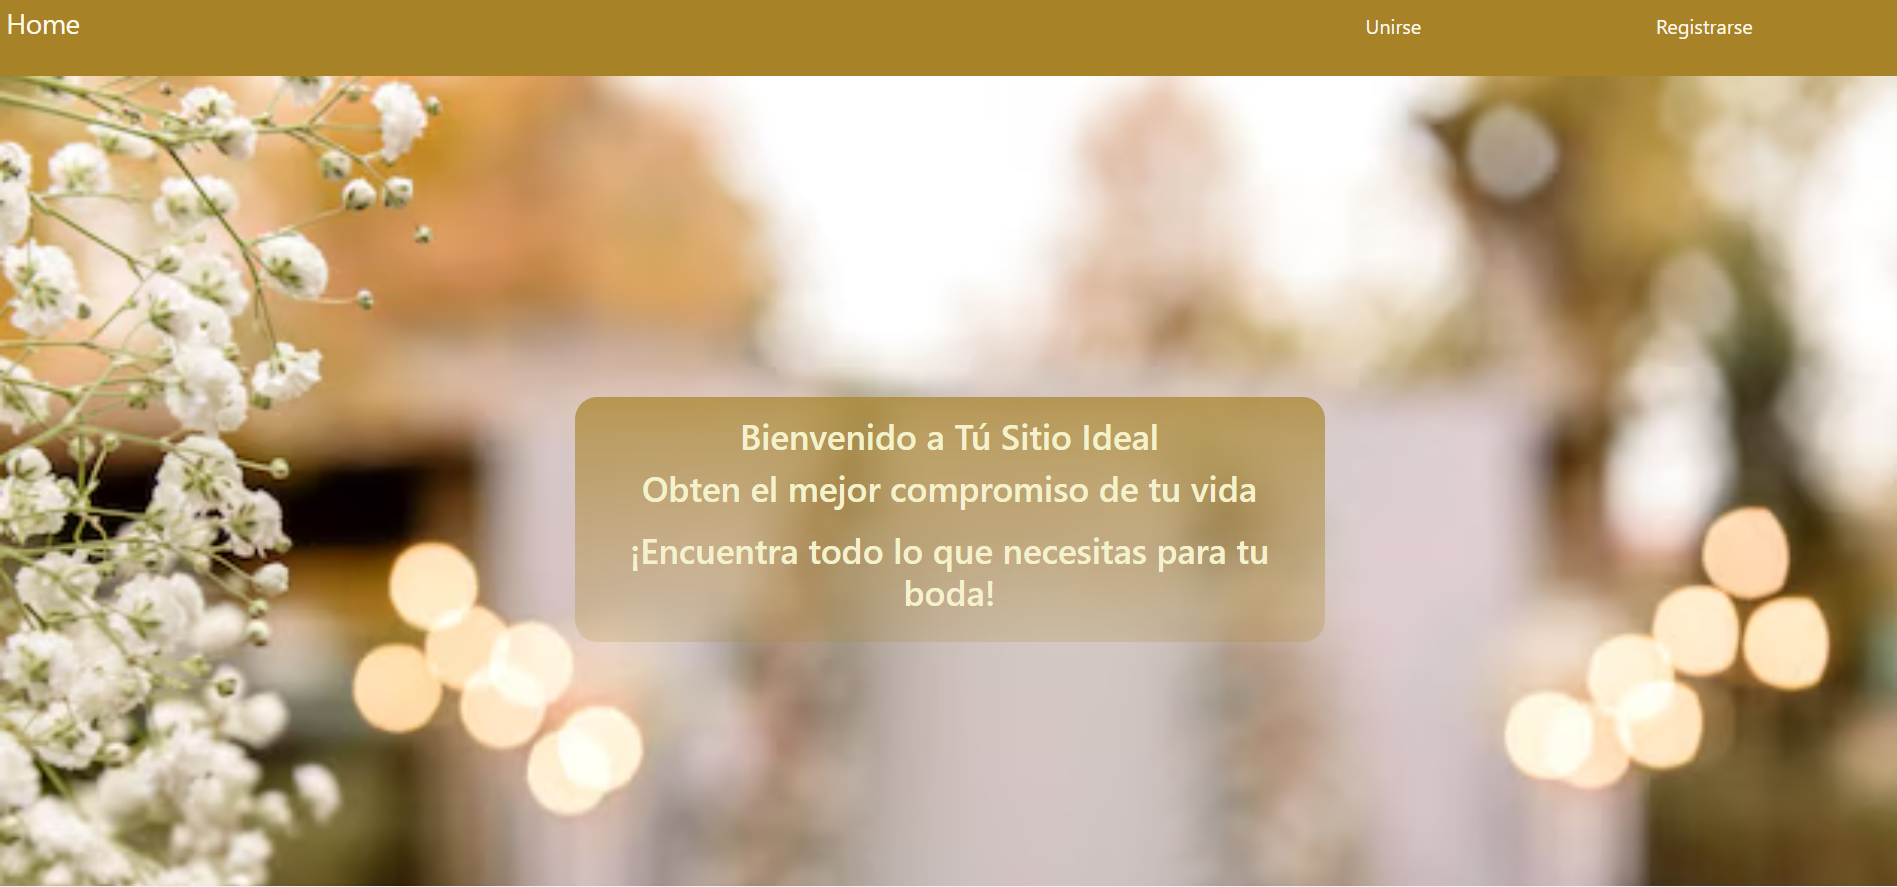 Home Unirse Registrarse
Bienvenido a Tú Sitio Ideal
Obten el mejor compromiso de tu vida
¡Encuentra todo lo que necesitas para tu
boda!